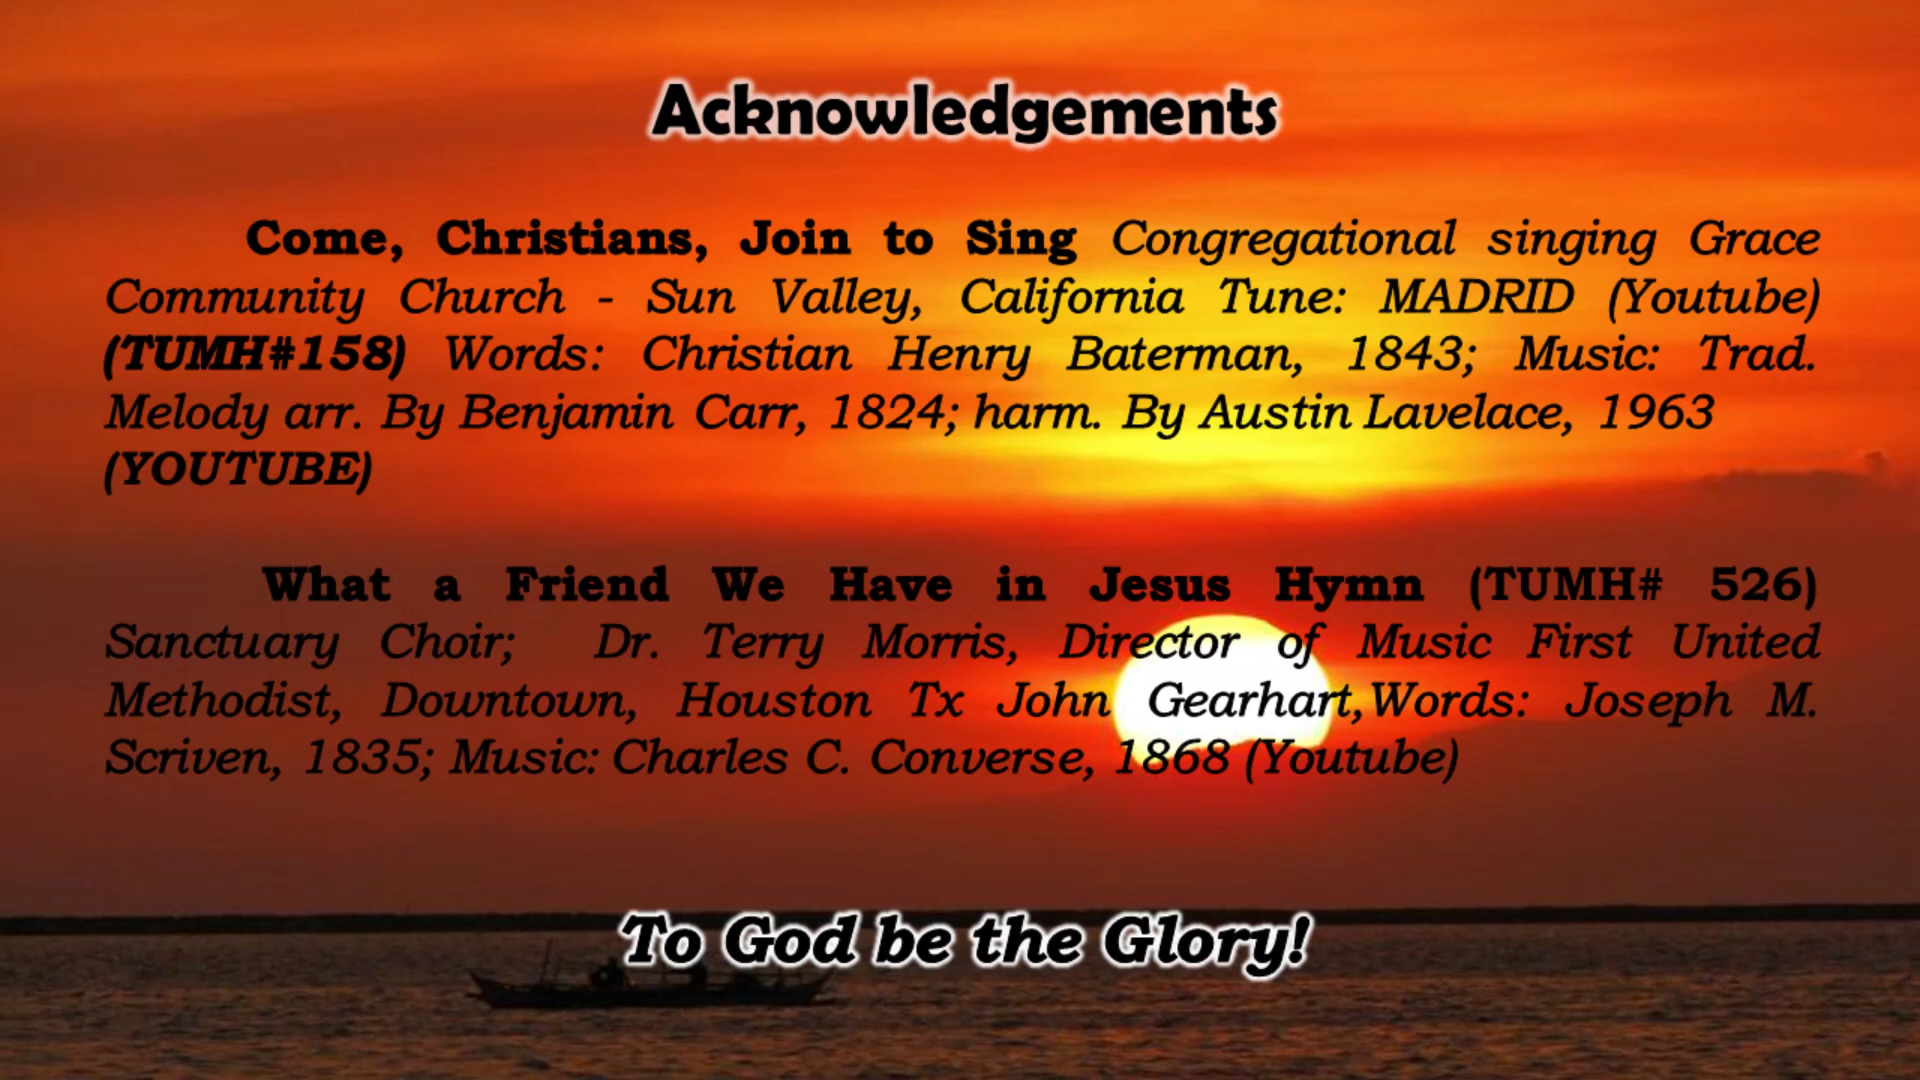 Acknowledgements
Come, Christians, Join to Sing Congregational singing Grace
Community Church - Sun Valley, California Tune: MADRID (Youtube)
(TUMH#158) Words: Christian Henry Baterman, 1843; Music: Trad.
Melody arr. By Benjamin Carr, 1824; harm. By Austin Lavelace, 1963
(YOUTUBE)
What a Friend We Have in Jesus Hymn (TUMH# 526)
Sanctuary Choir; Dr. Terry Morris, Director of Music First United
Methodist, Downtown, Houston Tx John Gearhart,Words: Joseph M.
Scriven, 1835; Music: Charles C. Converse, 1868 (Youtube)
To God be the Glory!